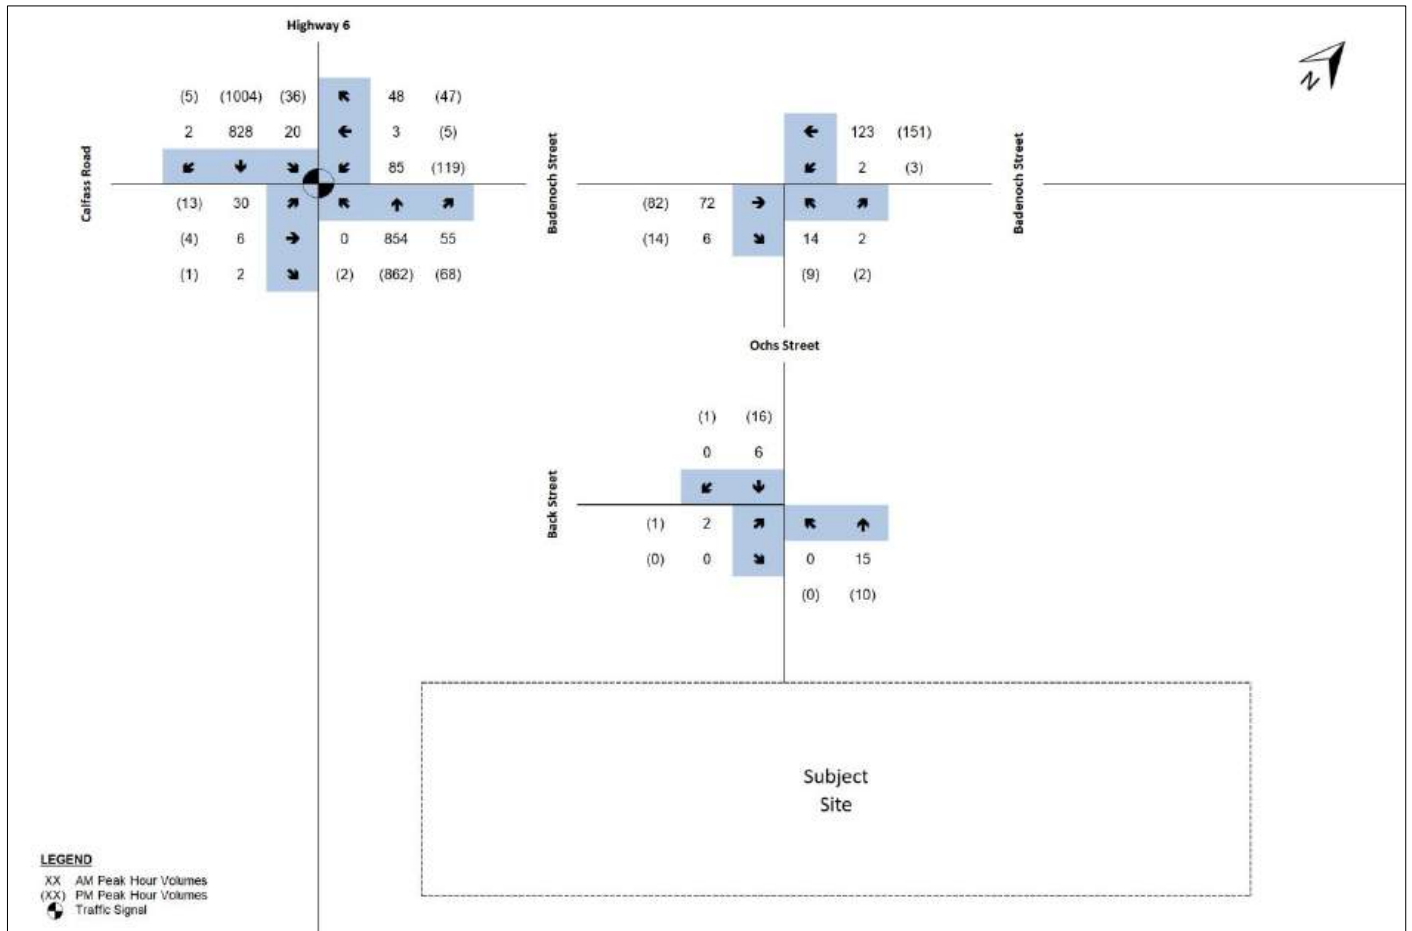 Highway 6
N
(5) (1004) (36) 48 (47)
2 828 20 3 (5) 123 (151)
85 (119) 2 (3)
Calfass Road
Badenoch Street
Badenoch Street
(13) 30 (82) 72
(4) 6 0 854 55 (14) 6 14 2
(1) 2 (2) (862) (68) (9) (2)
Ochs Street
(1) (16)
0 6
Back Street
(1) 2
(0) 0 0 15
(0) (10)
Subject
Site
LEGEND
XX AM Peak Hour Volumes
(XX) PM Peak Hour Volumes
Traffic Signal